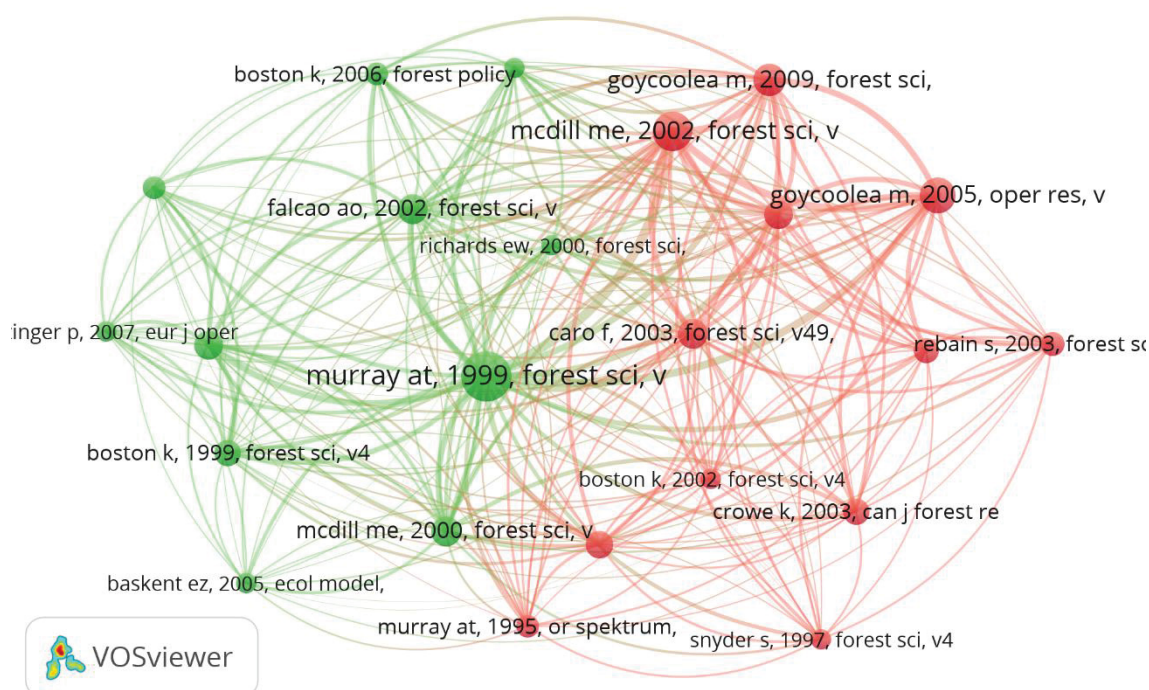 boston k, 2006, forest policy
goycoolea m, 2009, forest sci,
mcdill me, 2002, forest sci, v
goycoolea m, 2005, oper res, v
falcao ao, 2002, forest sci, v
richards ew, 2000, forest sci,
zinger p, 2007, eur j oper
caro f, 2003, forest sci, v49,
rebain s, 2003, forest sc
murray at, 1999, forest sci, v
boston k, 1999, forest sci, v4
boston k, 2002, forest sci, v4
crowe k, 2003, can j forest re
mcdill me, 2000, forest sci, v
baskent ez, 2005, ecol model,
murray at, 1995, or spektrum,
snyder s, 1997, forest sci, v4
VOSviewer